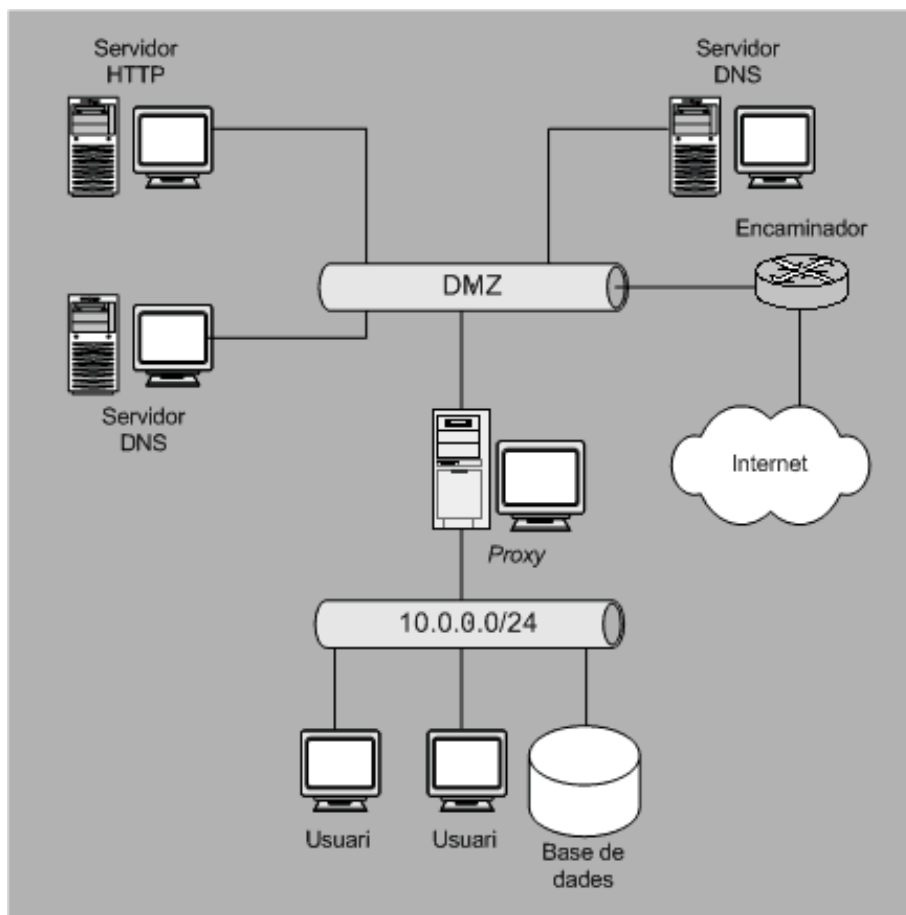 Servidor
HTTP
Servidor
DNS
Encaminador
DMZ
Servidor
DNS
Internet
Proxy
10.0.0.0/24
Usuari
Usuari
Base de
dades